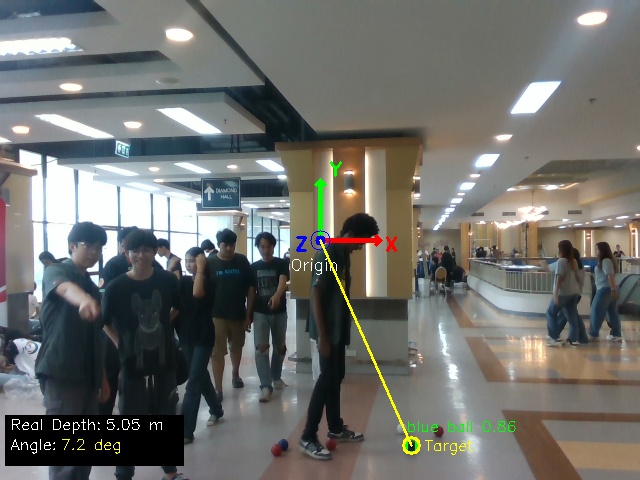 DIAMOND
HALL
Y
Z
X
Origin
Real Depth: 5.05 m
Angle: 7.2 deg
blue ball 0.86
Target